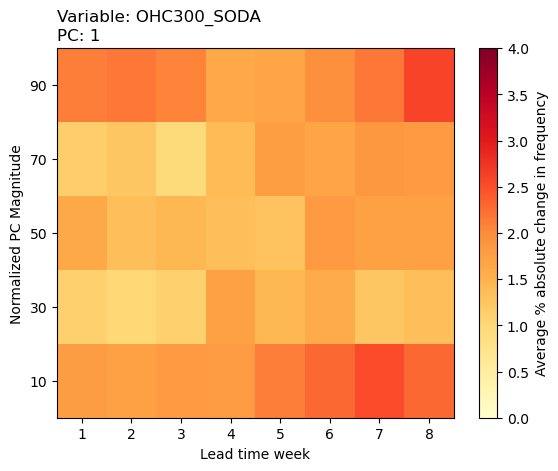 Variable: OHC300_SODA
PC: 1
90
70
50
30
10
Normalized PC Magnitude
1 2 3 4 5 6 7 8
Lead time week
4.0
3.5
3.0
2.5
2.0
1.5
1.0
0.5
0.0
Average % absolute change in frequency